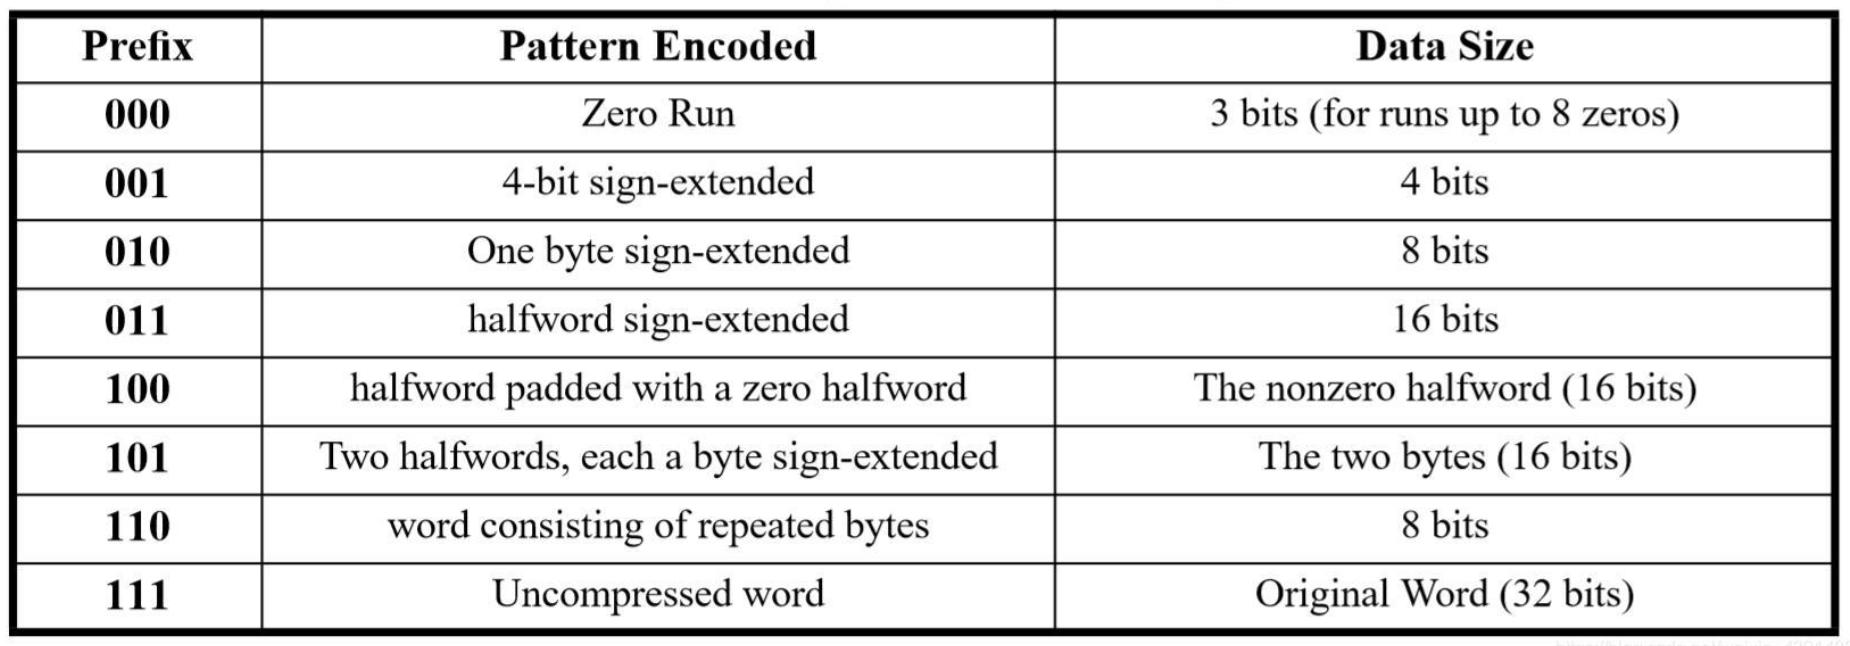 Prefix Pattern Encoded Data Size
000 Zero Run 3 bits (for runs up to 8 zeros)
001 4-bit sign-extended 4 bits
010 One byte sign-extended 8 bits
011 halfword sign-extended 16 bits
100 halfword padded with a zero halfword The nonzero halfword (16 bits)
101 Two halfwords, each a byte sign-extended The two bytes (16 bits)
110 word consisting of repeated bytes 8 bits
111 Uncompressed word Original Word (32 bits)